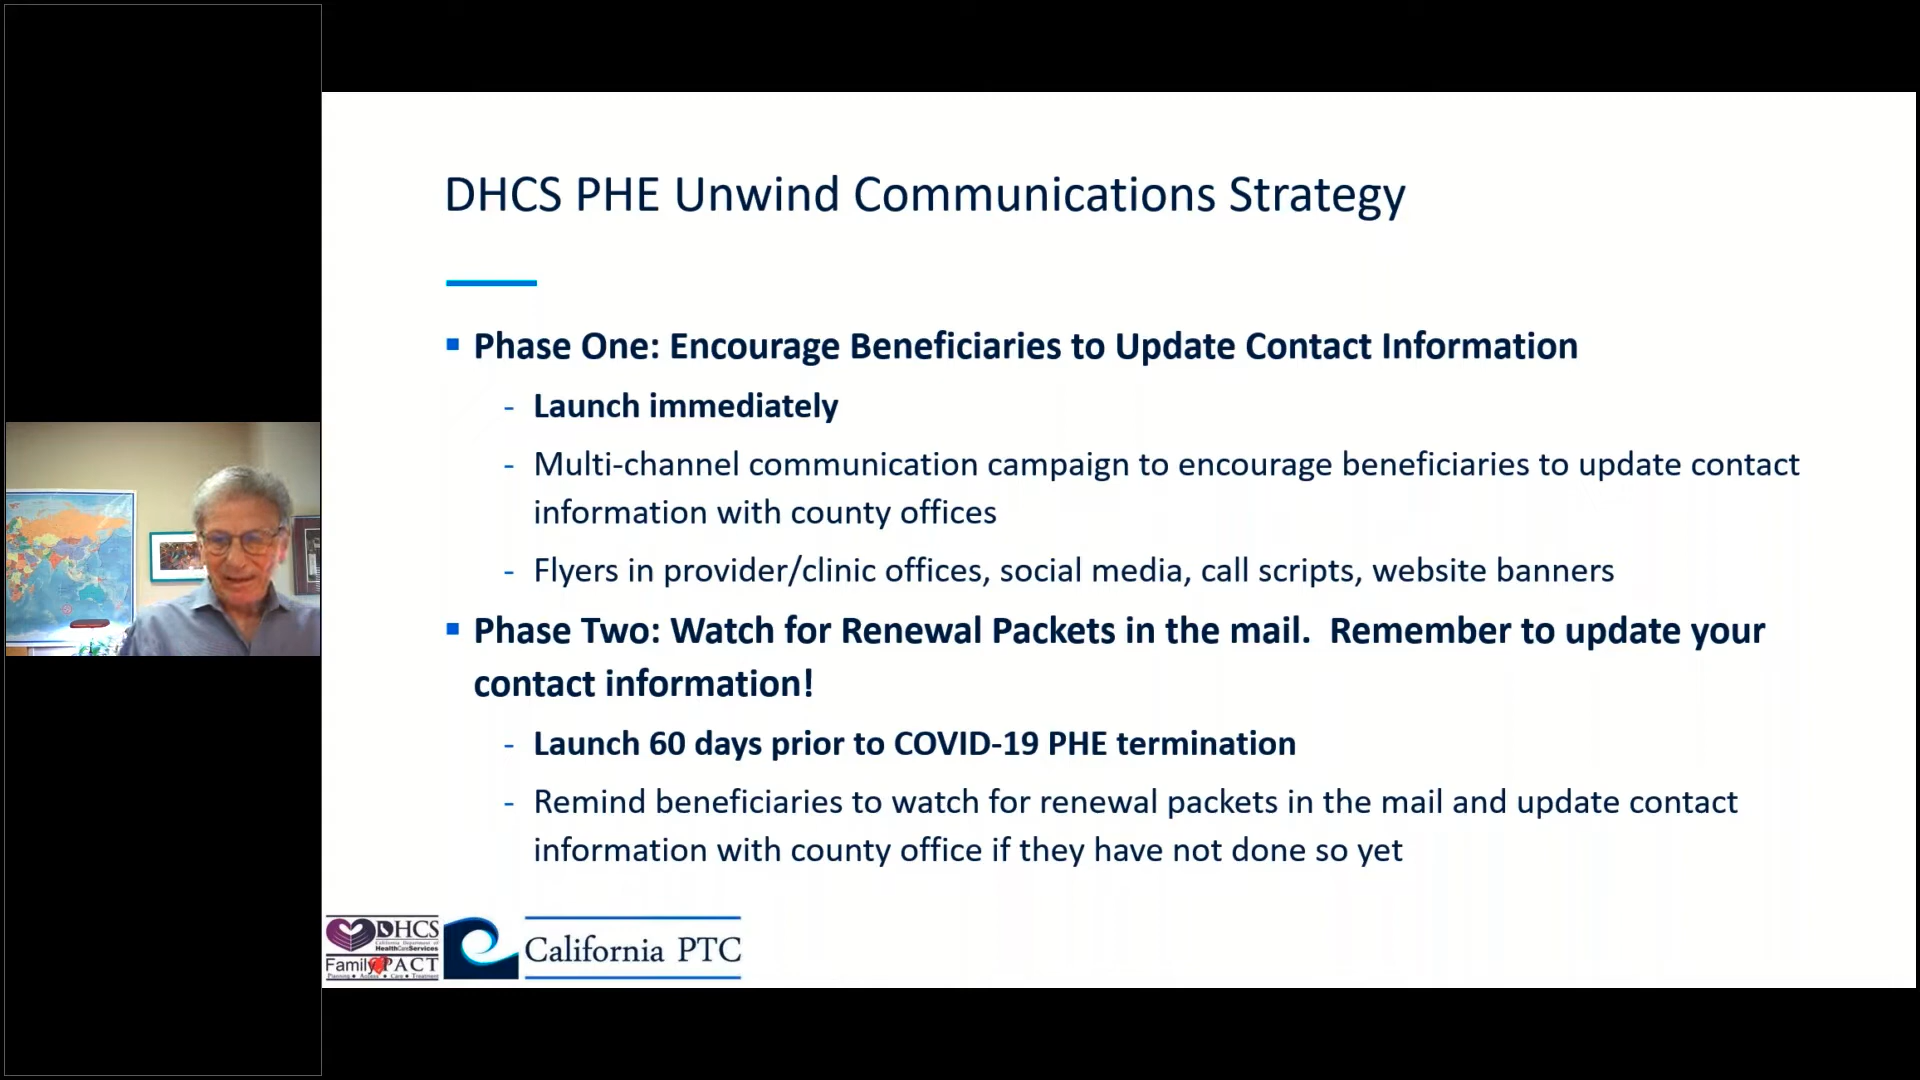 DHCS PHE Unwind Communications Strategy
▪ Phase One: Encourage Beneficiaries to Update Contact Information
- Launch immediately
- Multi-channel communication campaign to encourage beneficiaries to update contact
information with county offices
- Flyers in provider/clinic offices, social media, call scripts, website banners
▪ Phase Two: Watch for Renewal Packets in the mail.  Remember to update your
contact information!
- Launch 60 days prior to COVID-19 PHE termination
- Remind beneficiaries to watch for renewal packets in the mail and update contact
information with county office if they have not done so yet
DHCS
California Department of
HealthCareServices
Family PACT
California PTC